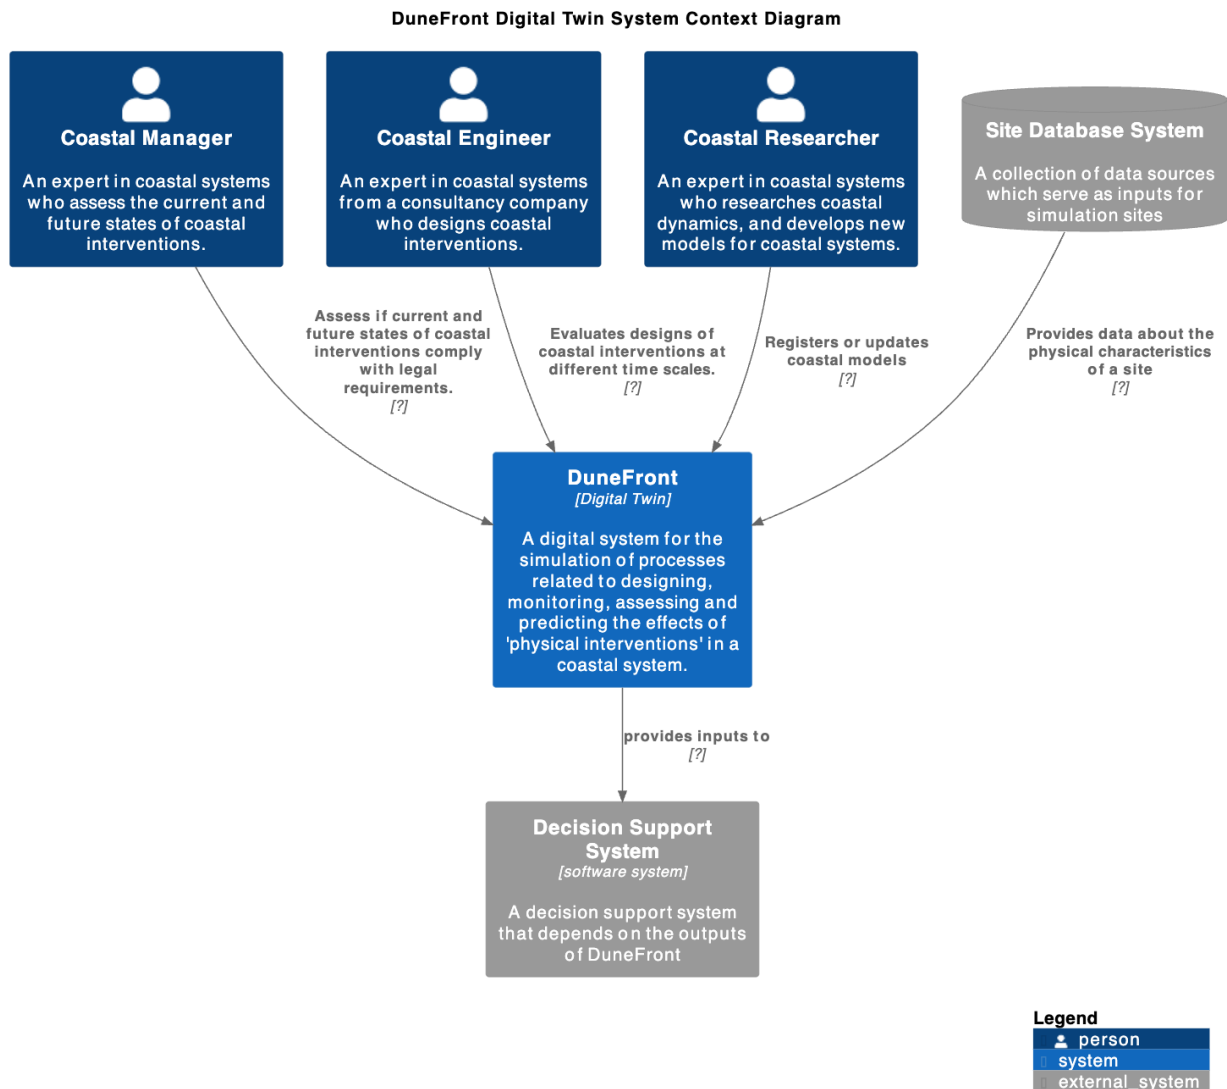 DuneFront Digital Twin System Context Diagram
Coastal Manager
An expert in coastal systems
who assess the current and
future states of coastal
interventions.
Coastal Engineer
An expert in coastal systems
from a consultancy company
who designs coastal
interventions.
Coastal Researcher
An expert in coastal systems
who researches coastal
dynamics, and develops new
models for coastal systems.
Site Database System
A collection of data sources
which serve as inputs for
simulation sites
Assess if current and
future states of coastal
interventions comply
with legal
requirements.
[?]
Evaluates designs of
coastal interventions at
different time scales.
[?]
Registers or updates
coastal models
[?]
Provides data about the
physical characteristics
of a site
[?]
DuneFront
[Digital Twin]
A digital system for the
simulation of processes
related to designing,
monitoring, assessing and
predicting the effects of
'physical interventions' in a
coastal system.
provides inputs to
[?]
Decision Support
System
[software system]
A decision support system
that depends on the outputs
of DuneFront
Legend
person
system
external_system